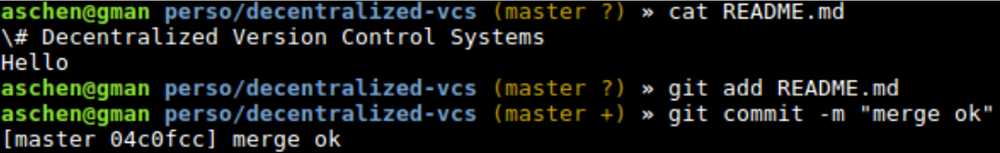 aschen@gman perso/decentralized-vcs (master ?) » cat README.md
\# Decentralized Version Control Systems
Hello
aschen@gman perso/decentralized-vcs (master ?) » git add README.md
aschen@gman perso/decentralized-vcs (master +) » git commit -m "merge ok"
[master 04c0fcc] merge ok